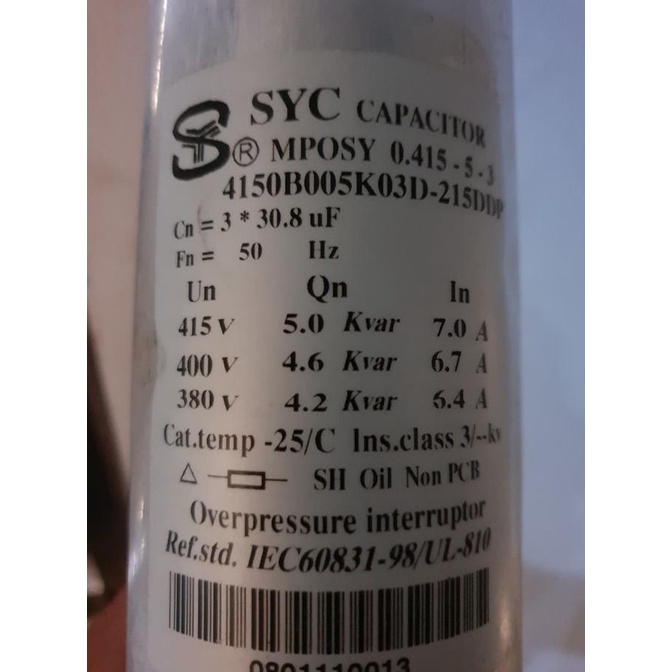 SYC CAPACITOR
® MPOSY 0.415-5-3
4150B005K03D-215DDP
Cn = 3 * 30.8 uF
Fn = 50 Hz
Un Qn In
415 V 5.0 Kvar 7.0 A
400 V 4.6 Kvar 6.7 A
380 V 4.2 Kvar 6.4 A
Cat.temp -25/C Ins.class 3/--kv
SH Oil Non PCB
Overpressure interruptor
Ref.std. IEC60831-98/UL-810
0801110013